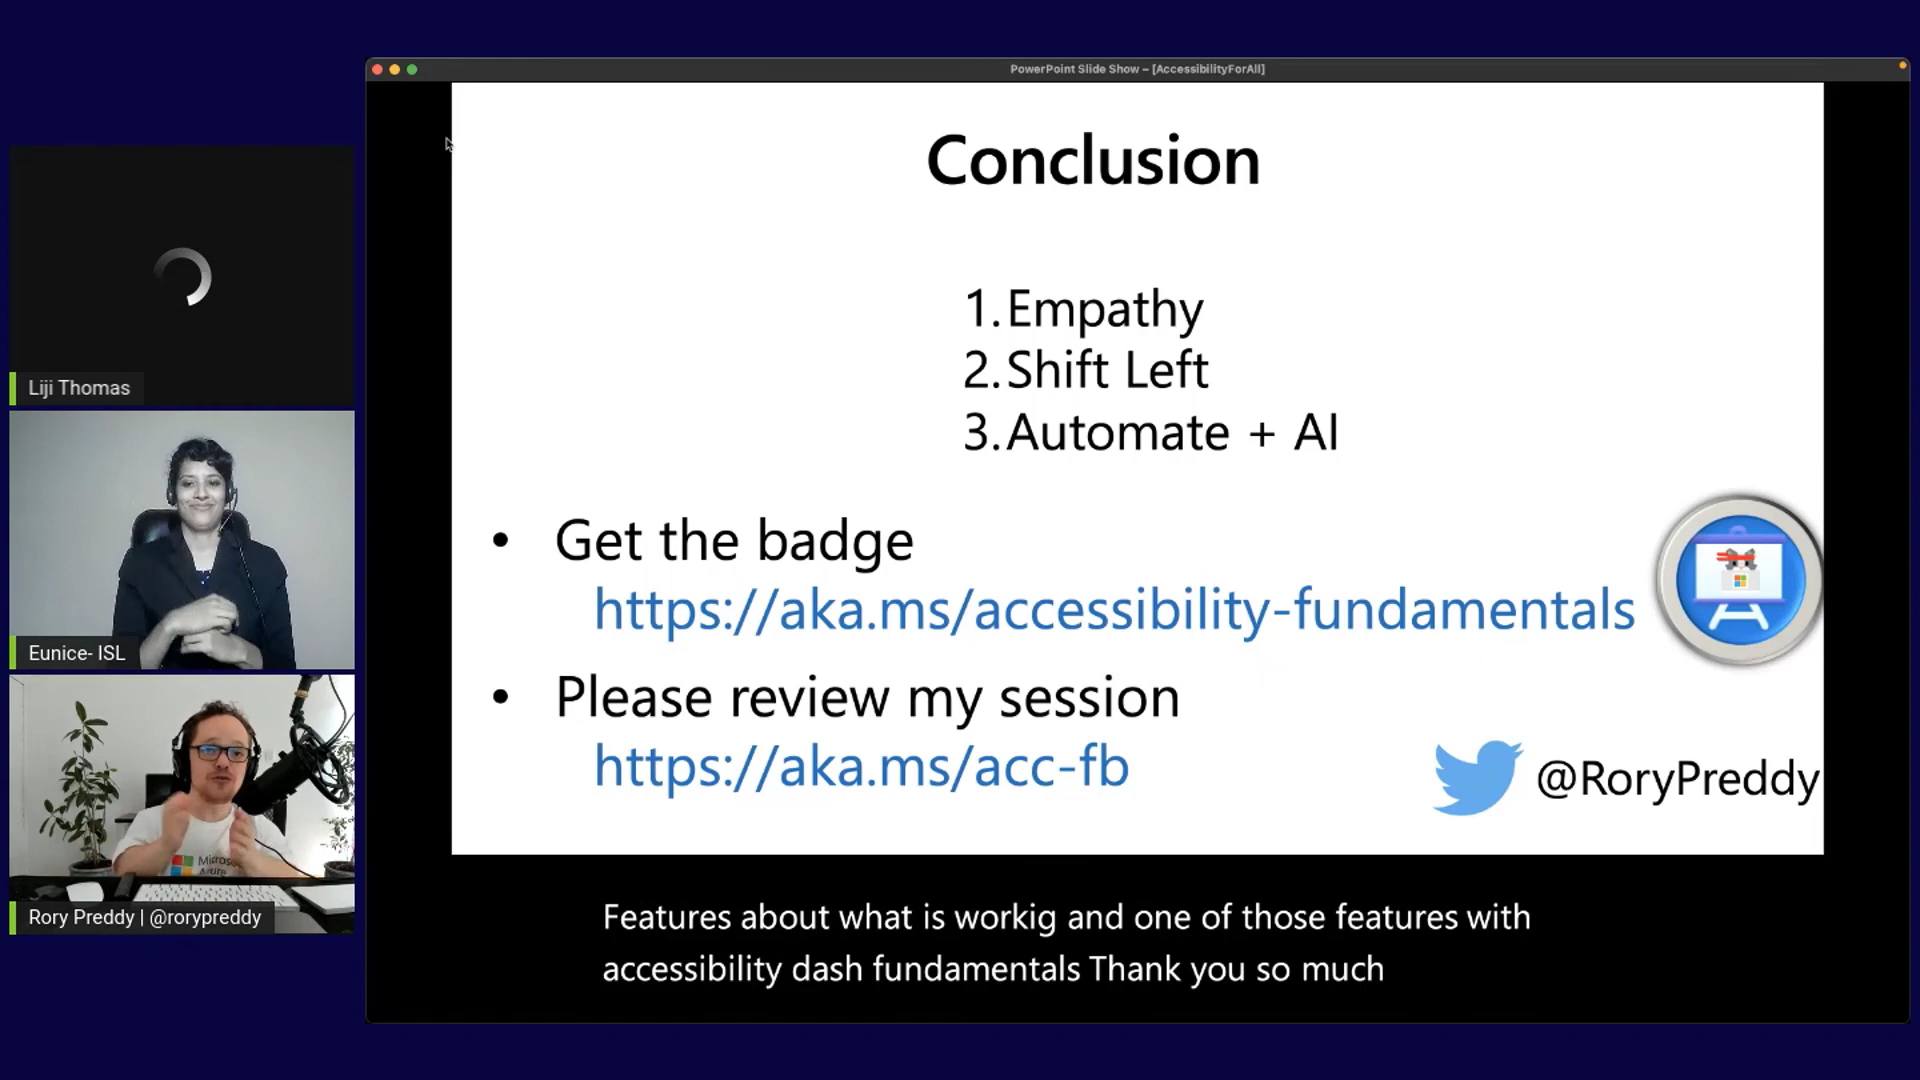 PowerPoint Slide Show – [AccessibilityForAll]
Conclusion
1. Empathy
2. Shift Left
3. Automate + AI
• Get the badge
https://aka.ms/accessibility-fundamentals
• Please review my session
https://aka.ms/acc-fb
@RoryPreddy
Features about what is workig and one of those features with
accessibility dash fundamentals Thank you so much
Liji Thomas
Eunice- ISL
Microsoft
Azure
Rory Preddy | @rorypreddy